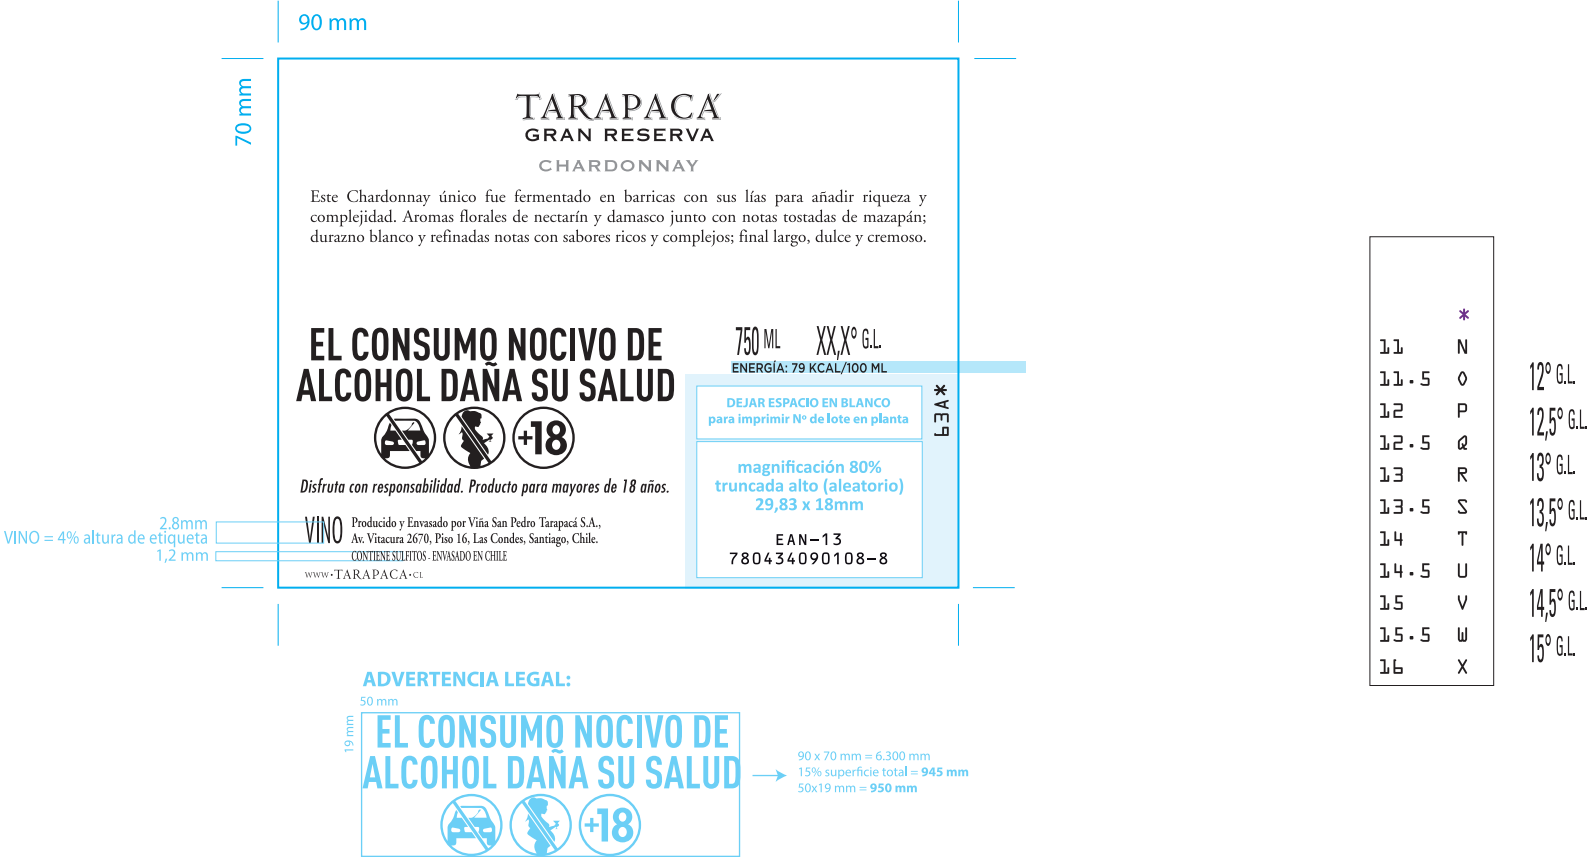 90 mm
70 mm
TARAPACÁ
GRAN RESERVA
CHARDONNAY
Este Chardonnay único fue fermentado en barricas con sus lías para añadir riqueza y
complejidad. Aromas florales de nectarín y damasco junto con notas tostadas de mazapán;
durazno blanco y refinadas notas con sabores ricos y complejos; final largo, dulce y cremoso.
EL CONSUMO NOCIVO DE
ALCOHOL DAÑA SU SALUD
+18
Disfruta con responsabilidad. Producto para mayores de 18 años.
VINO
Producido y Envasado por Viña San Pedro Tarapacá S.A.,
Av. Vitacura 2670, Piso 16, Las Condes, Santiago, Chile.
CONTIENE SULFITOS - ENVASADO EN CHILE
WWW·TARAPACA·CL
750 ML XX,X° G.L.
ENERGÍA: 79 KCAL/100 ML
DEJAR ESPACIO EN BLANCO
para imprimir Nº de lote en planta
magnificación 80%
truncada alto (aleatorio)
29,83 x 18mm
EAN-13
780434090108-8
2.8mm
VINO = 4% altura de etiqueta
1,2 mm
ADVERTENCIA LEGAL:
50 mm
19 mm
EL CONSUMO NOCIVO DE
ALCOHOL DAÑA SU SALUD
+18
90 x 70 mm = 6.300 mm
15% superficie total = 945 mm
50x19 mm = 950 mm
*
11 N
11.5 O
12 P
12.5 Q
13 R
13.5 S
14 T
14.5 U
15 V
15.5 W
16 X
12° G.L.
12,5° G.L.
13° G.L.
13,5° G.L.
14° G.L.
14,5° G.L.
15° G.L.